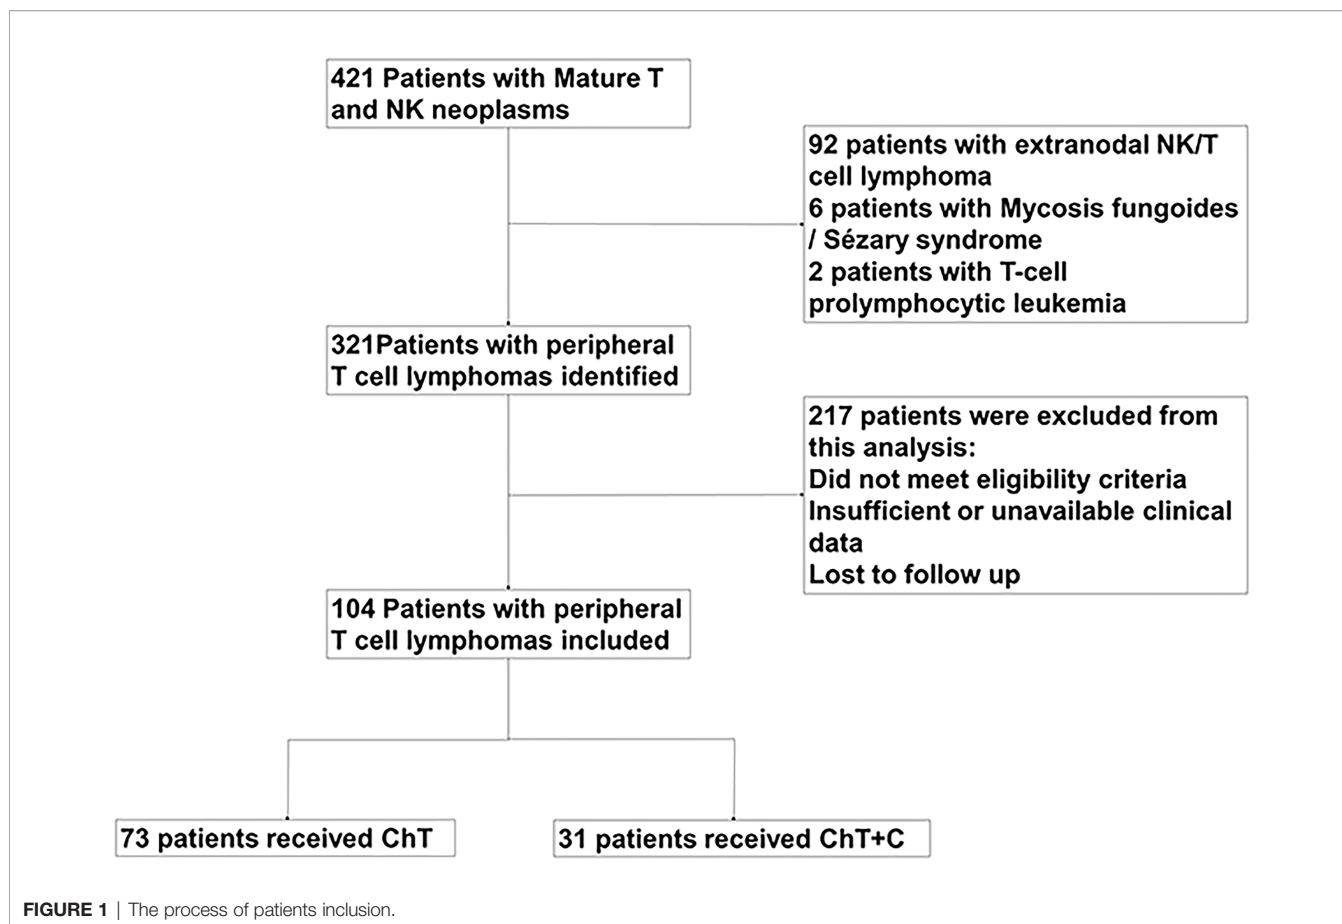 421 Patients with Mature T
and NK neoplasms
92 patients with extranodal NK/T
cell lymphoma
6 patients with Mycosis fungoides
/ Sézary syndrome
2 patients with T-cell
prolymphocytic leukemia
321Patients with peripheral
T cell lymphomas identified
217 patients were excluded from
this analysis:
Did not meet eligibility criteria
Insufficient or unavailable clinical
data
Lost to follow up
104 Patients with peripheral
T cell lymphomas included
73 patients received ChT
31 patients received ChT+C
FIGURE 1 | The process of patients inclusion.